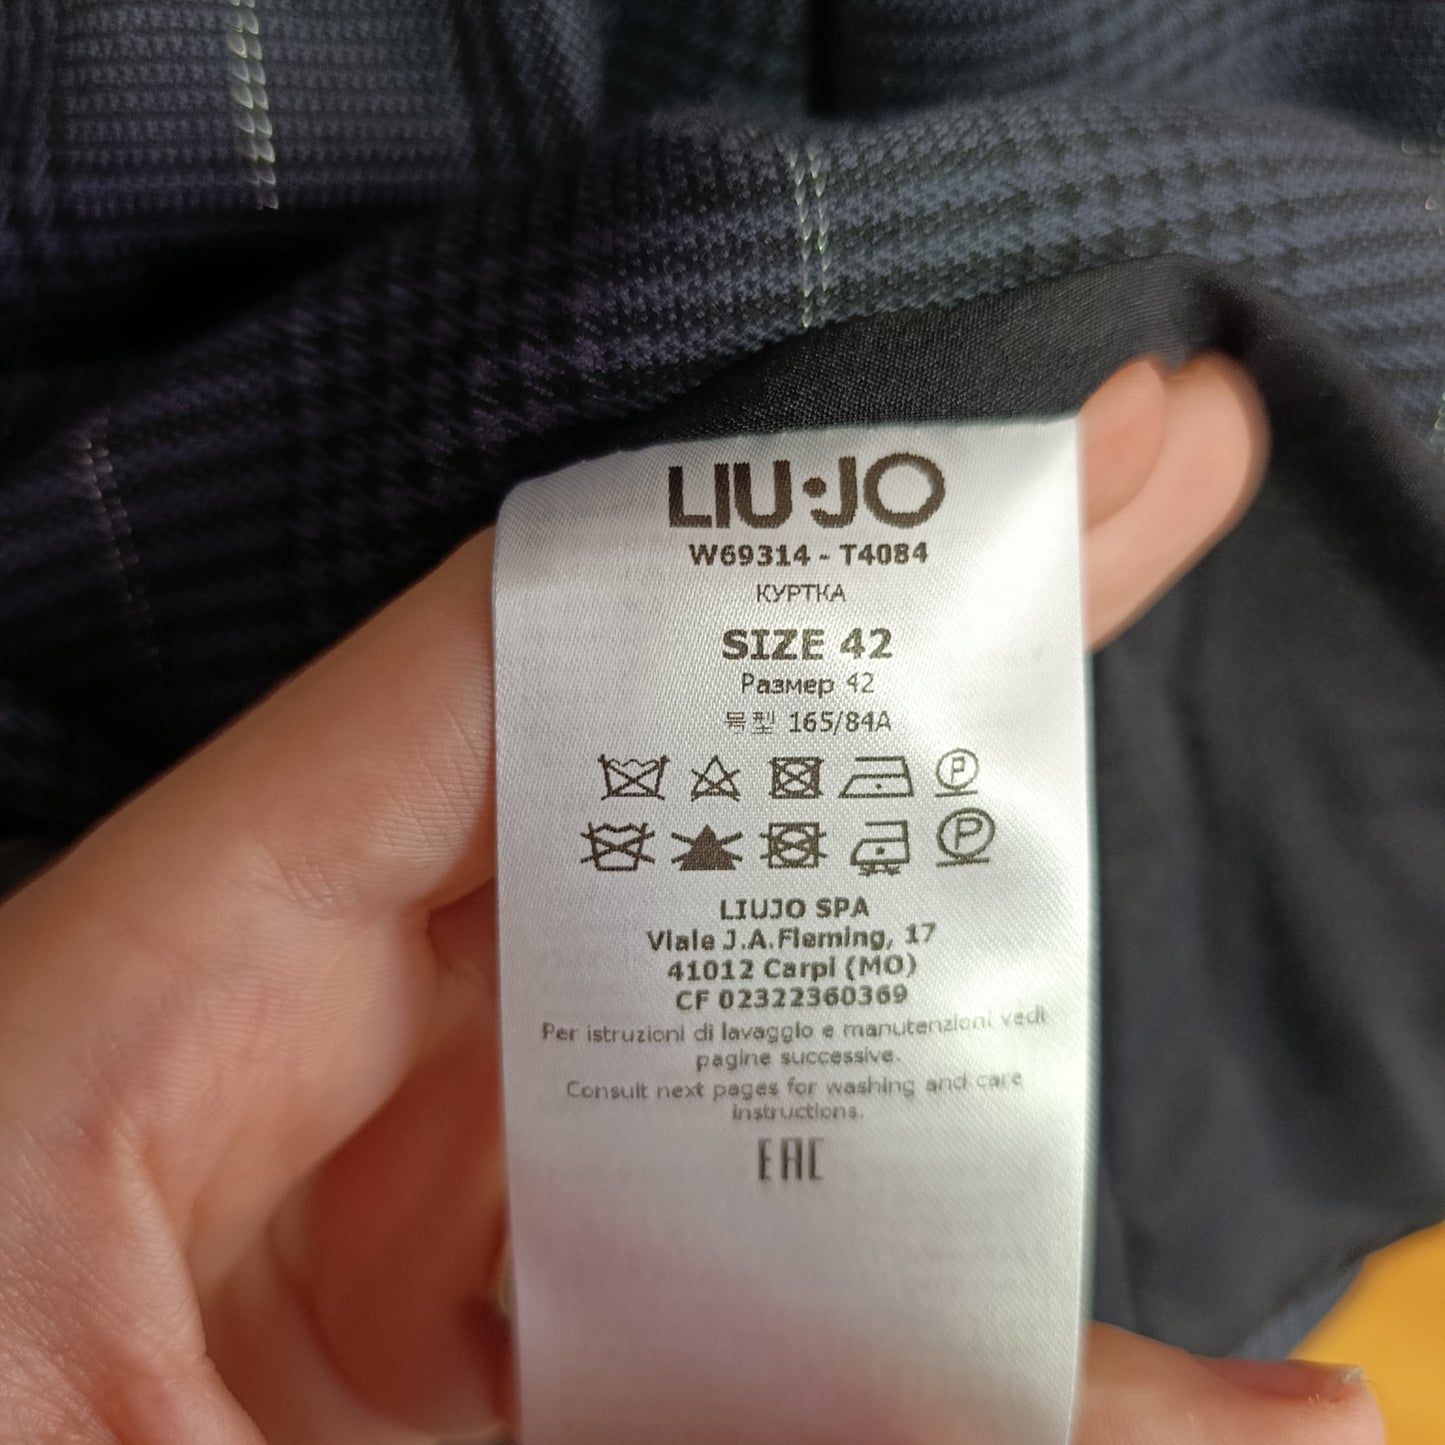 LIU·JO
W69314 - T4084
КУРТКА
SIZE 42
Размер 42
号型 165/84A
P
P
LIUJO SPA
Viale J.A.Fleming, 17
41012 Carpi (MO)
CF 02322360369
Per istruzioni di lavaggio e manutenzioni vedi
pagine successive.
Consult next pages for washing and care
instructions.
EAC